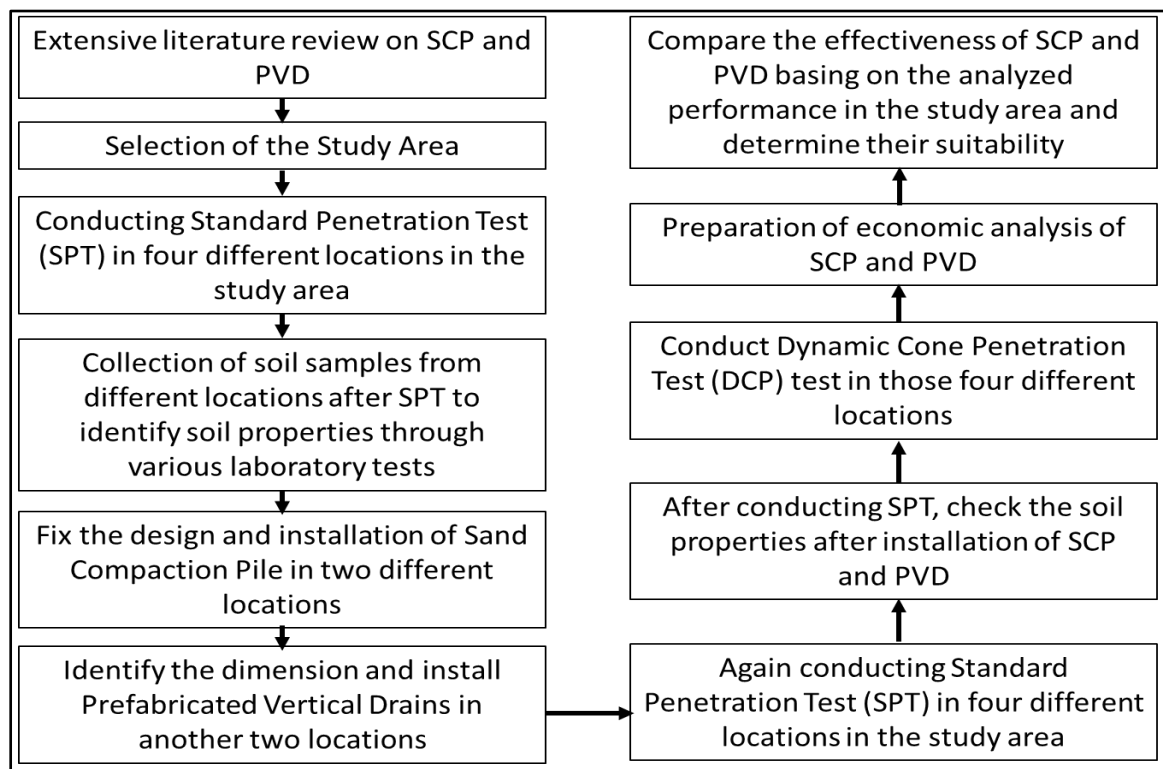 Extensive literature review on SCP and
PVD
Selection of the Study Area
Conducting Standard Penetration Test
(SPT) in four different locations in the
study area
Collection of soil samples from
different locations after SPT to
identify soil properties through
various laboratory tests
Fix the design and installation of Sand
Compaction Pile in two different
locations
Identify the dimension and install
Prefabricated Vertical Drains in
another two locations
Again conducting Standard
Penetration Test (SPT) in four different
locations in the study area
After conducting SPT, check the soil
properties after installation of SCP
and PVD
Conduct Dynamic Cone Penetration
Test (DCP) test in those four different
locations
Preparation of economic analysis of
SCP and PVD
Compare the effectiveness of SCP and
PVD basing on the analyzed
performance in the study area and
determine their suitability